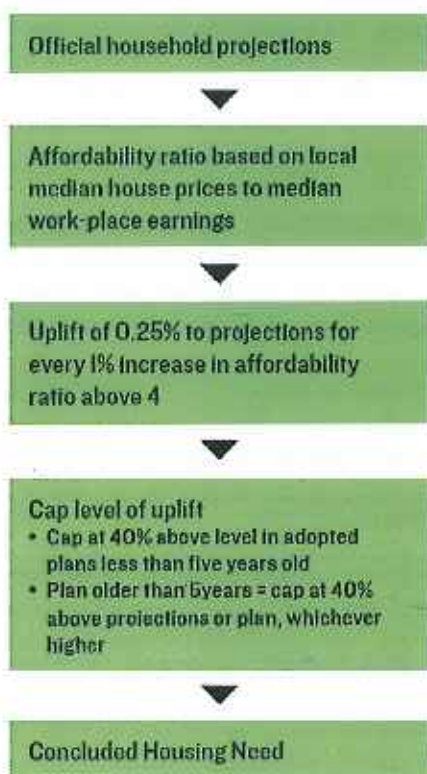 Official household projections
Affordability ratio based on local
median house prices to median
work-place earnings
Uplift of 0.25% to projections for
every 1% increase in affordability
ratio above 4
Cap level of uplift
• Cap at 40% above level in adopted
plans less than five years old
• Plan older than 5years = cap at 40%
above projections or plan, whichever
higher
Concluded Housing Need